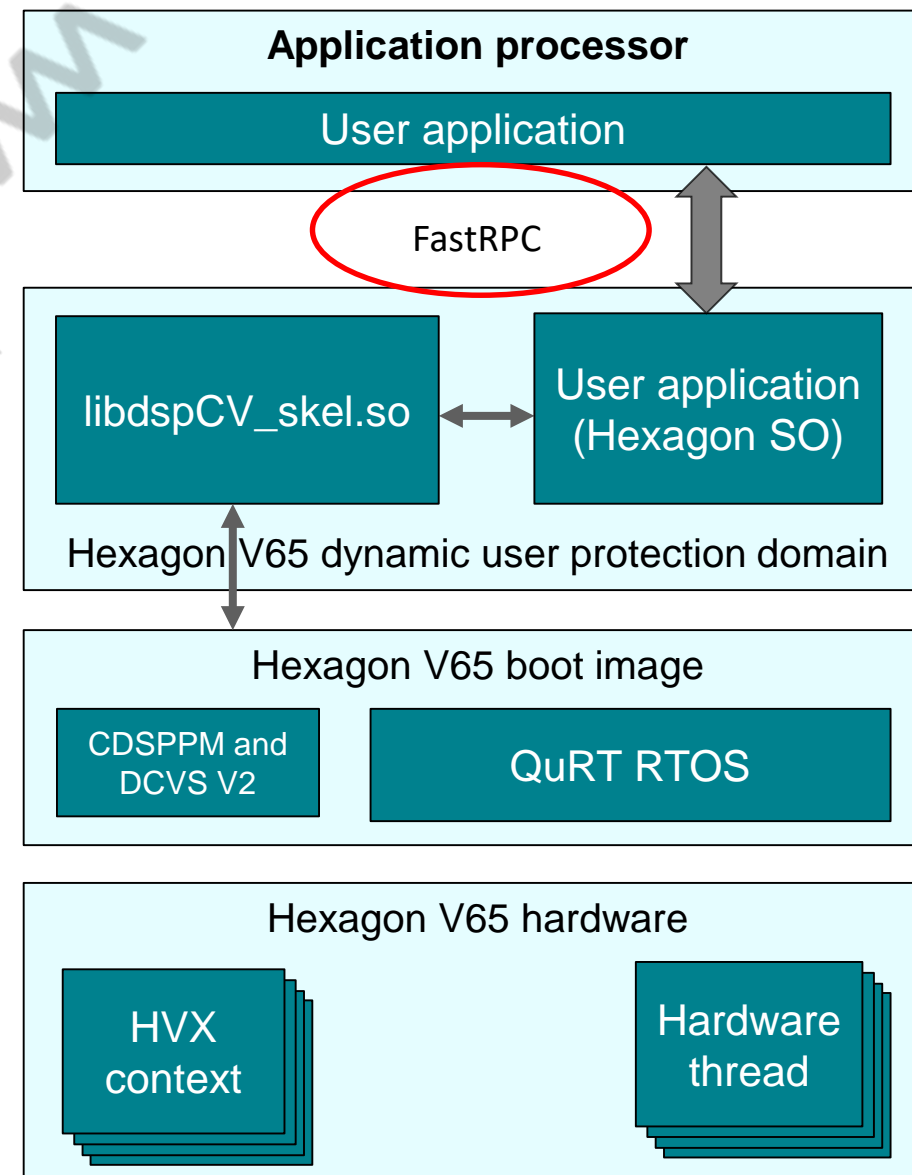 Application processor
User application
FastRPC
libdspCV_skel.so
User application
(Hexagon SO)
Hexagon V65 dynamic user protection domain
Hexagon V65 boot image
CDSPPM and
DCVS V2
QuRT RTOS
Hexagon V65 hardware
HVX
context
Hardware
thread